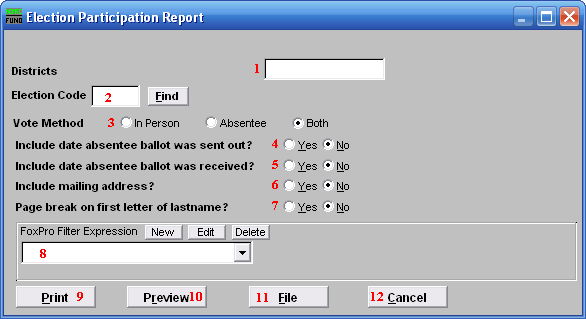 FUND Election Participation Report
Districts 1
Election Code 2 Find
Vote Method 3 In Person Absentee Both
Include date absentee ballot was sent out? 4 Yes No
Include date absentee ballot was received? 5 Yes No
Include mailing address? 6 Yes No
Page break on first letter of lastname? 7 Yes No
FoxPro Filter Expression New Edit Delete
8
Print 9 Preview 10 11 File 12 Cancel